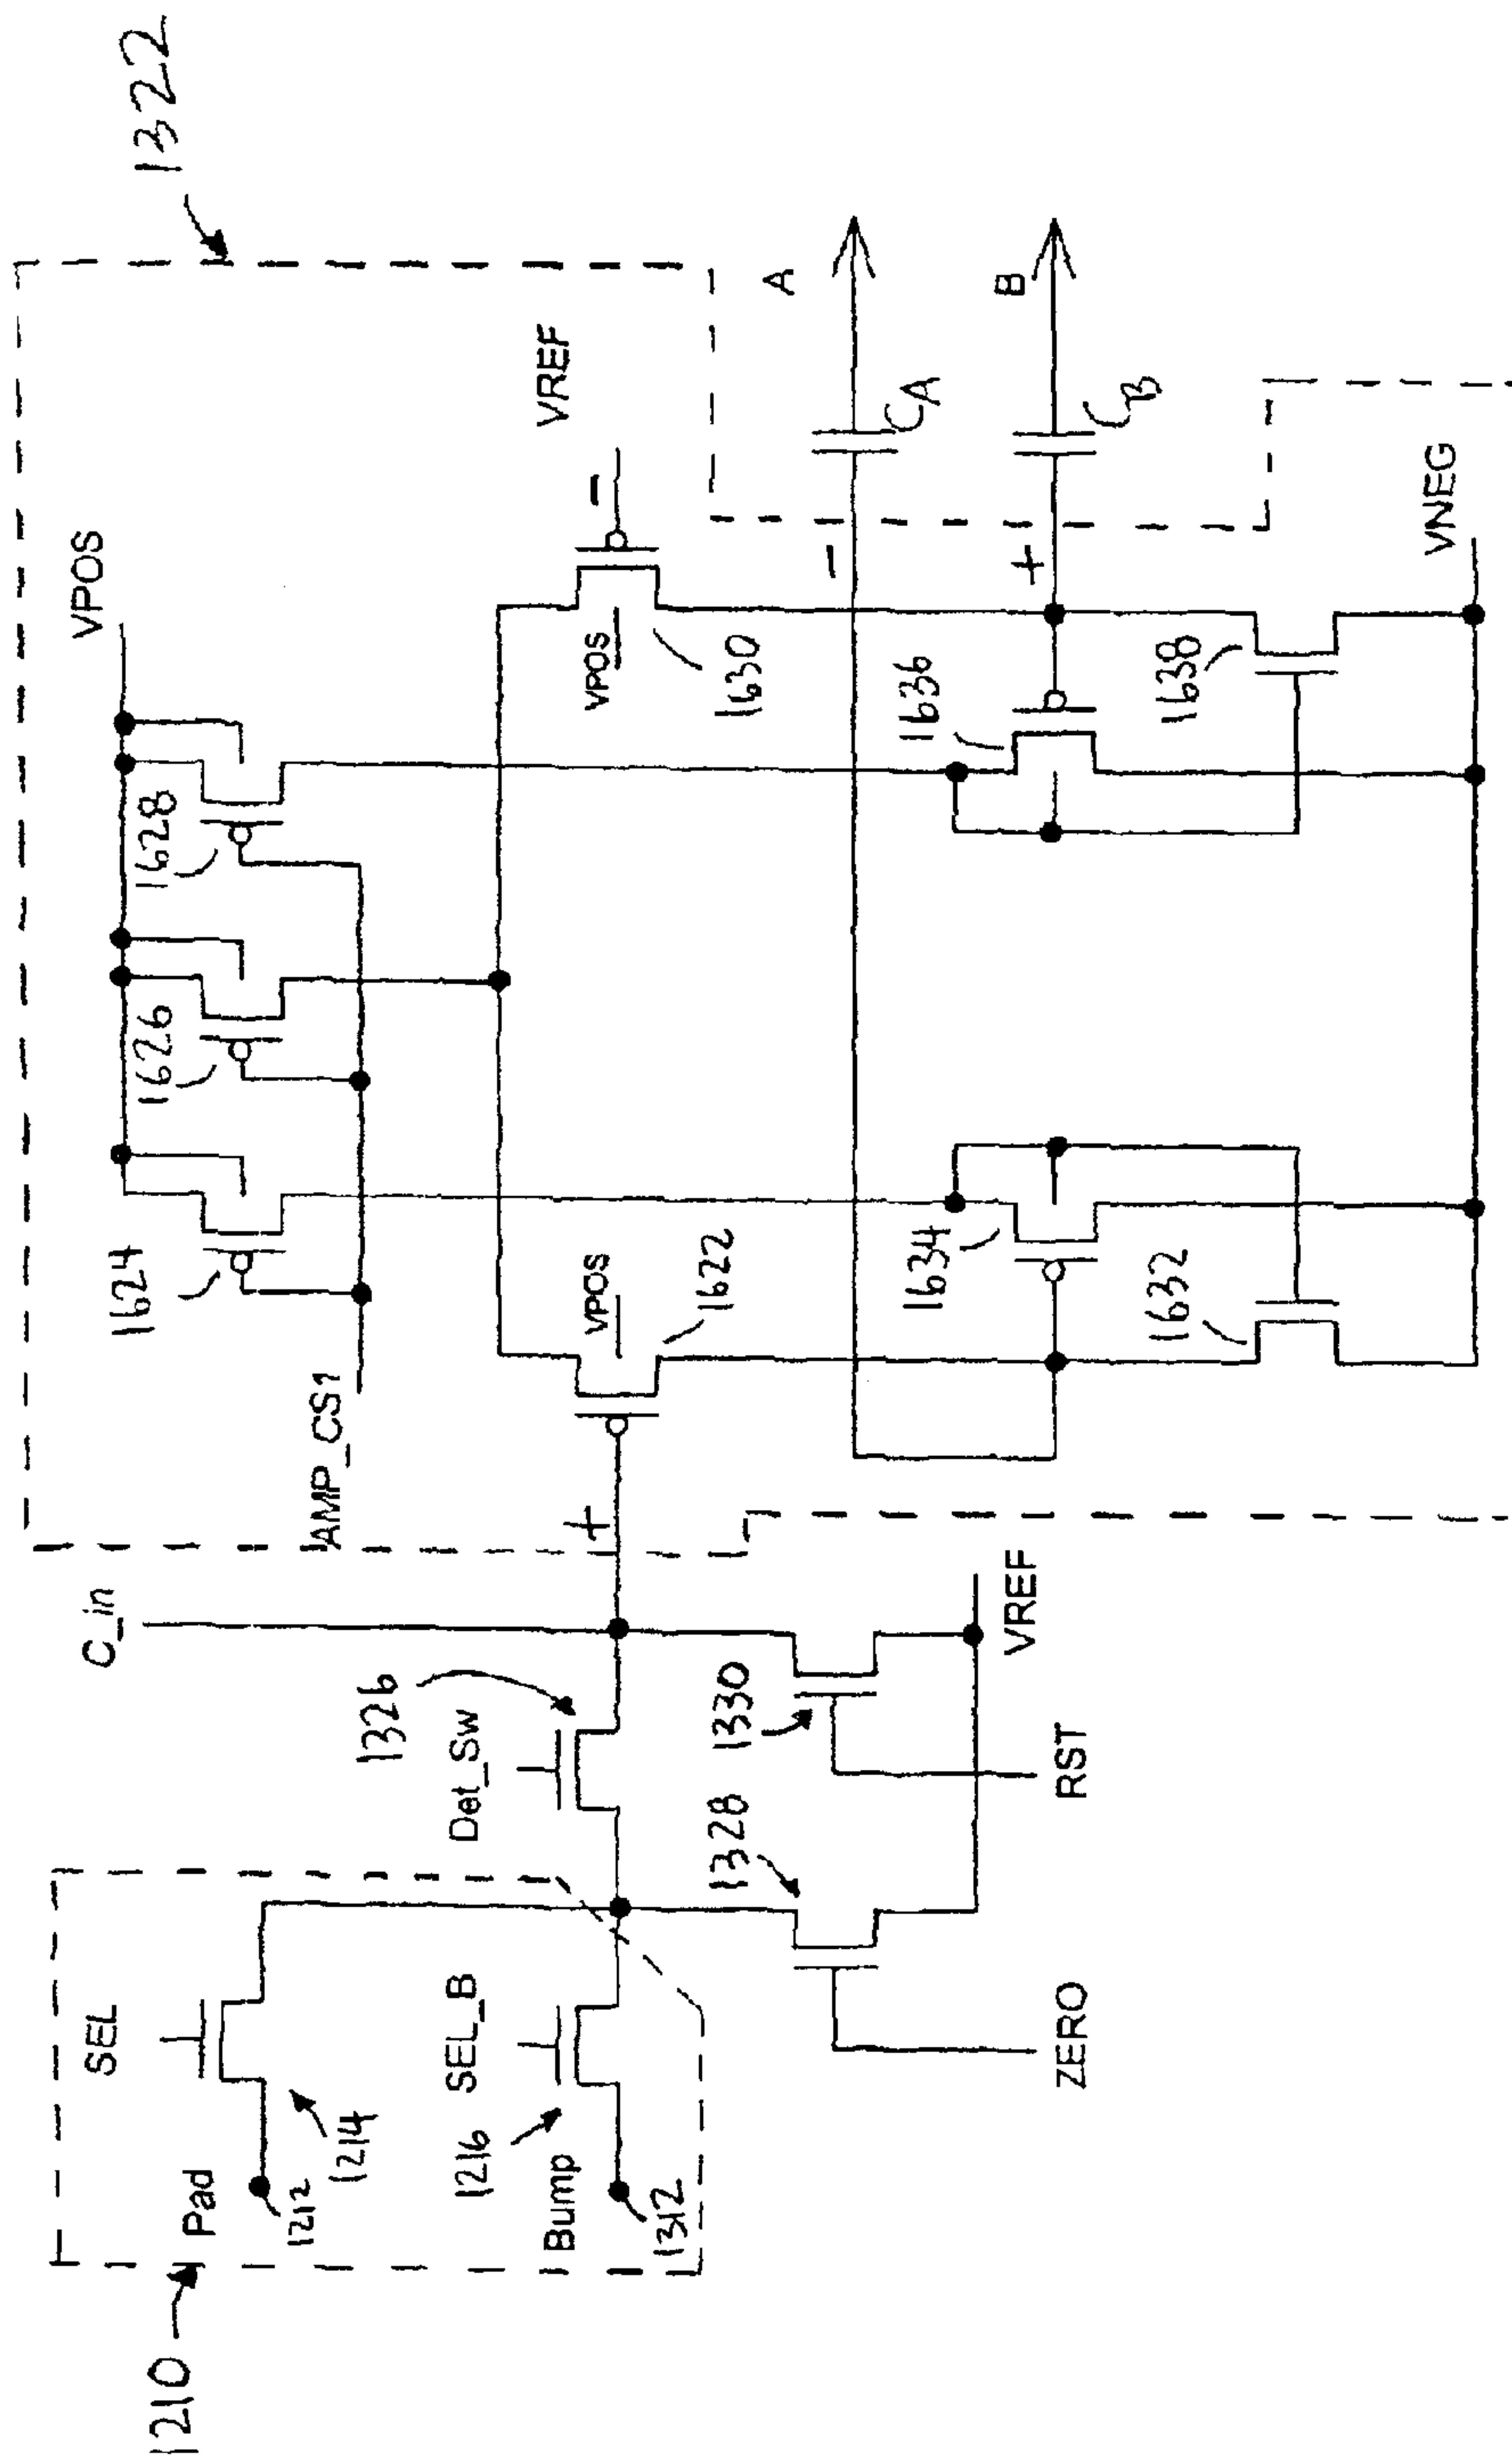 1322
VPOS
1624
1626
1628
AMP_CS1
VREF
C_in
+
VPOS
1622
VPOS
1630
-
A
-
CA
B
+
CB
1634
1636
1632
1638
VNEG
1210
SEL
Pad
1212
1214
SEL_B
1216
Bump
1312
Det_Sw
1326
1328
1330
VREF
ZERO
RST